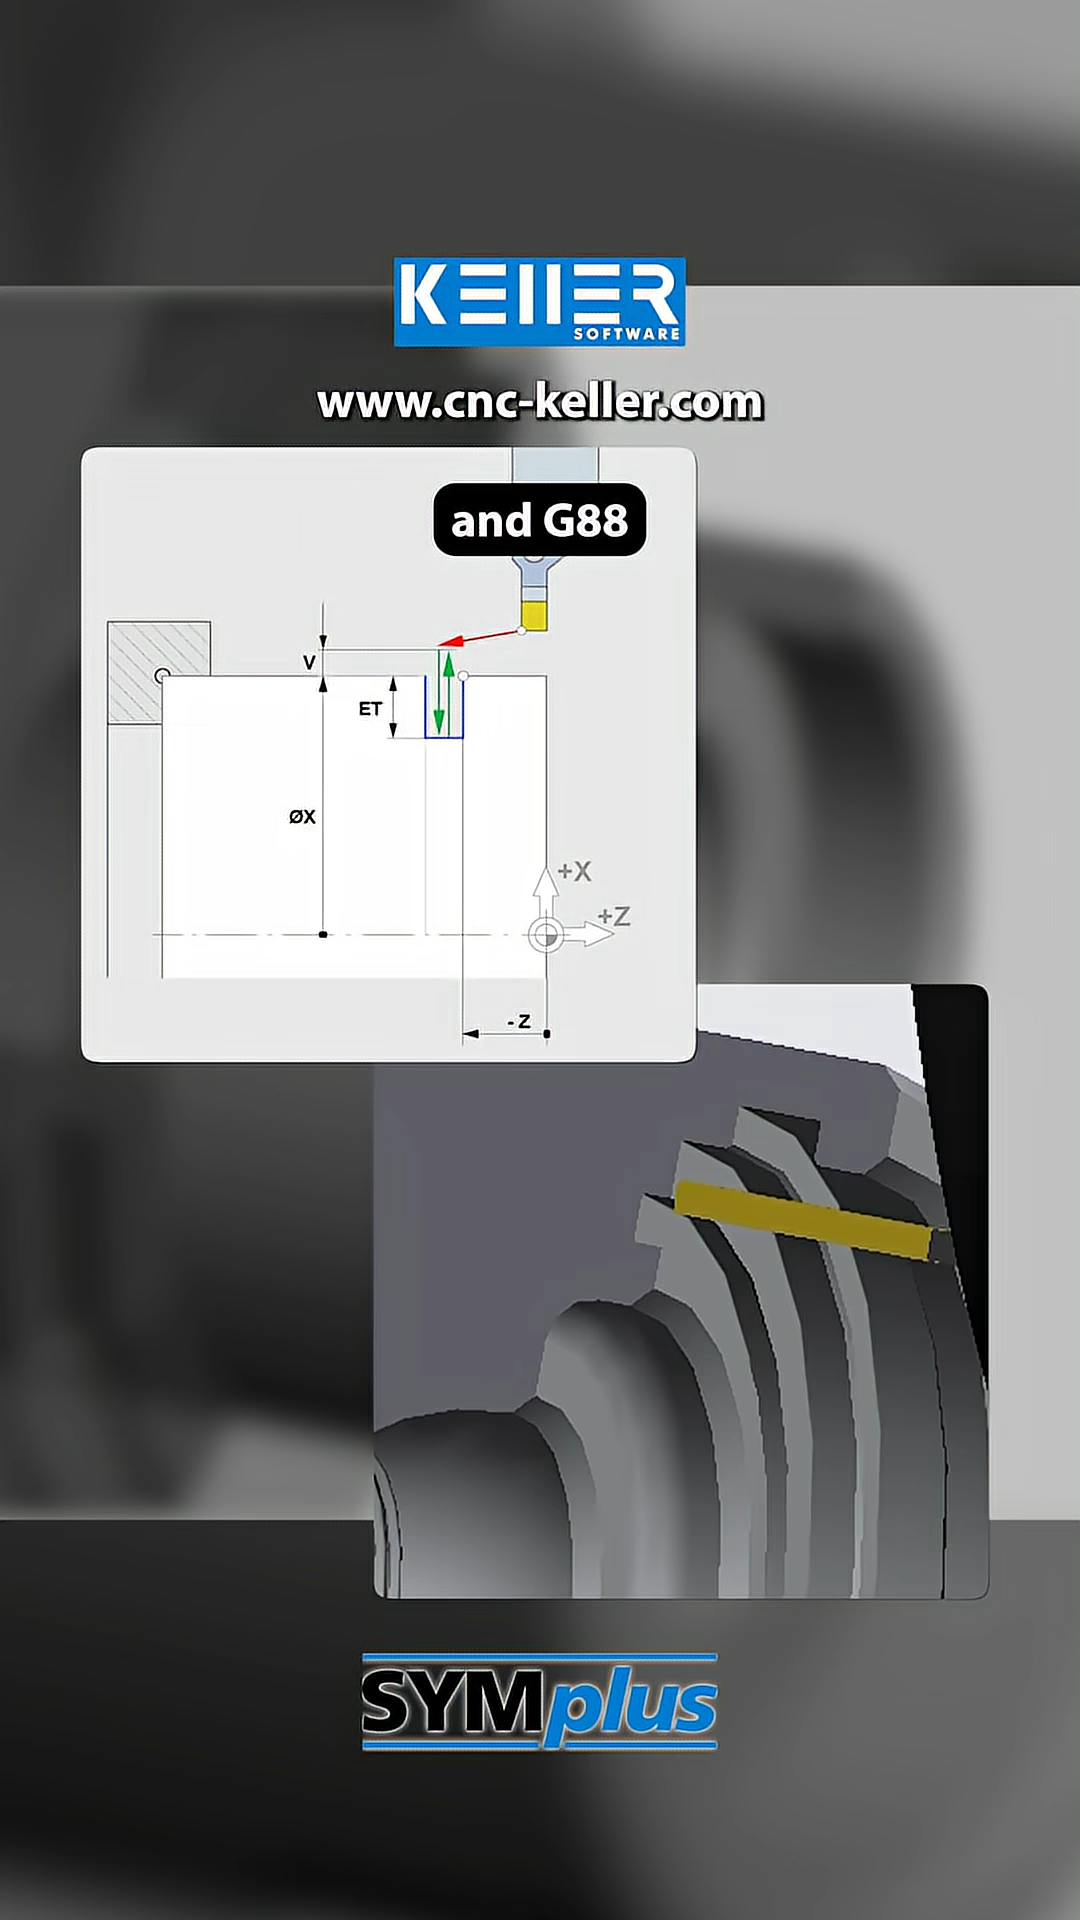 KELLER
SOFTWARE
www.cnc-keller.com
and G88
V
ET
ØX
+X
+Z
-Z
SYMplus